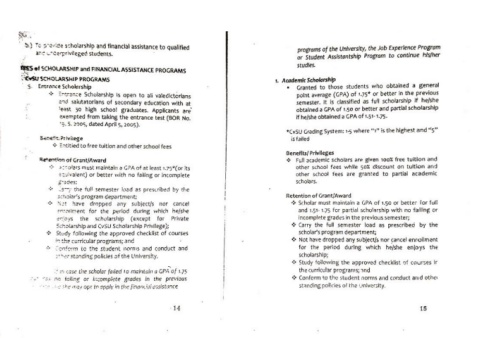 b.) To provide scholarship and financial assistance to qualified
and underprivileged students.
of SCHOLARSHIP and FINANCIAL ASSISTANCE PROGRAMS
CvSU SCHOLARSHIP PROGRAMS
Entrance Scholarship
❖ Entrance Scholarship is open to all valedictorians
and salutatorians of secondary education with at
least 30 high school graduates. Applicants are
exempted from taking the entrance test (BOR No.
S. 2005, dated April 5, 2005).
Benefit/Privilege
❖ Entitled to free tuition and other school fees
Retention of Grant/Award
❖ Scholars must maintain a GPA of at least 1.75*(or its
equivalent) or better with no failing or incomplete
grades;
❖ Carry the full semester load as prescribed by the
scholar's program department;
❖ Not have dropped any subject/s nor cancel
enrolment for the period during which he/she
enjoys the scholarship (except for Private
Scholarship and CvSU Scholarship Privilege);
❖ Study following the approved checklist of courses
in the curricular programs; and
❖ Conform to the student norms and conduct and
other standing policies of the University.
In case the scholar failed to maintain a GPA of 1.75
no failing or incomplete grades in the previous
may opt to apply in the financial assistance
14
programs of the University, the Job Experience Program
or Student Assistantship Program to continue his/her
studies.
Academic Scholarship
Granted to those students who obtained a general
point average (GPA) of 1.75* or better in the previous
semester. It is classified as full scholarship if he/she
obtained a GPA of 1.50 or better and partial scholarship
if he/she obtained a GPA of 1.51-1.75.
*CvSU Grading System: 1-5 where "1" is the highest and "5"
is failed
Benefits/Privileges
❖ Full academic scholars are given 100% free tuition and
other school fees while 50% discount on tuition and
other school fees are granted to partial academic
scholars.
Retention of Grant/Award
❖ Scholar must maintain a GPA of 1.50 or better for full
and 1.51-1.75 for partial scholarship with no failing or
incomplete grades in the previous semester;
❖ Carry the full semester load as prescribed by the
scholar's program department;
❖ Not have dropped any subject/s nor cancel enrolment
for the period during which he/she enjoys the
scholarship;
❖ Study following the approved checklist of courses in
the curricular programs; and
❖ Conform to the student norms and conduct and other
standing policies of the University.
15